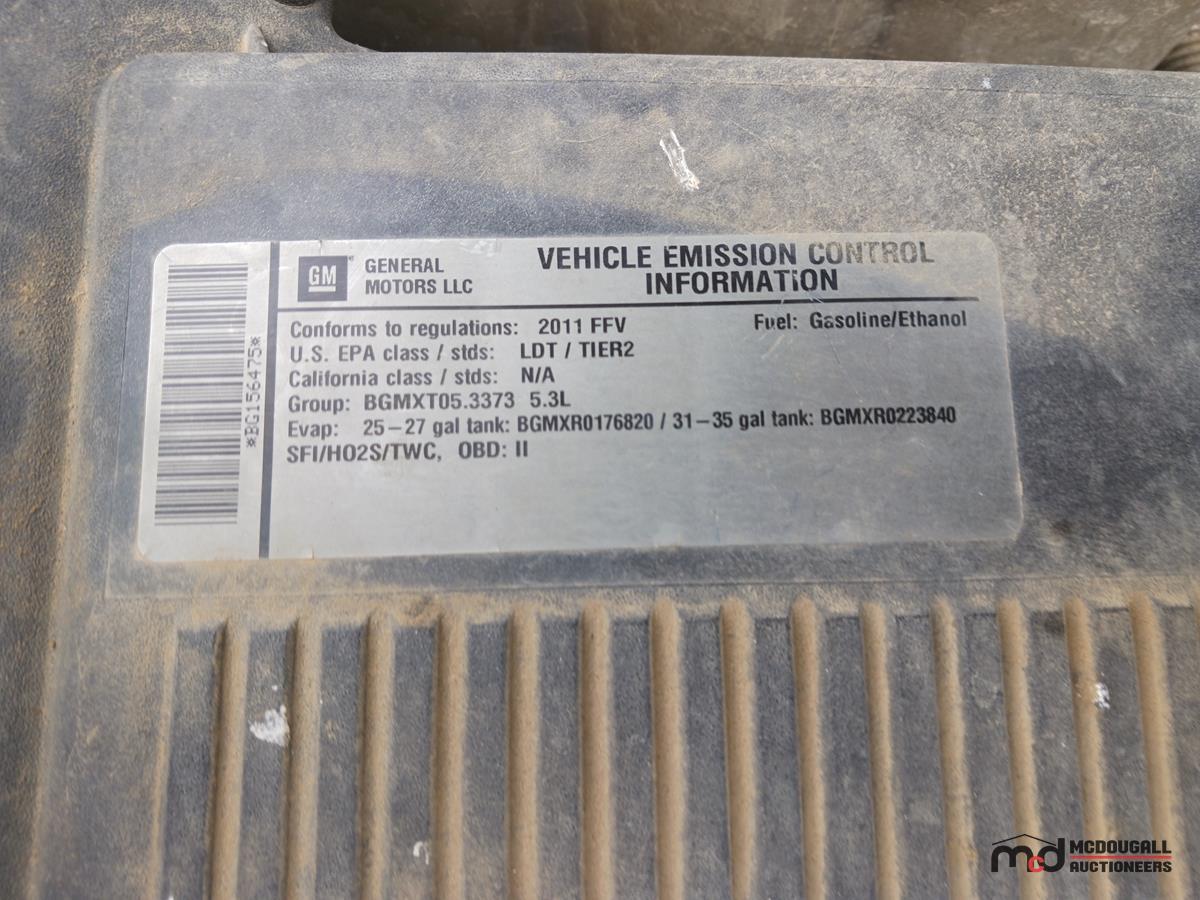 *BG156475*
GM
GENERAL
MOTORS LLC
VEHICLE EMISSION CONTROL
INFORMATION
Conforms to regulations: 2011 FFV
Fuel: Gasoline/Ethanol
U.S. EPA class / stds: LDT / TIER2
California class / stds: N/A
Group: BGMXT05.3373 5.3L
Evap: 25-27 gal tank: BGMXR0176820 / 31-35 gal tank: BGMXR0223840
SFI/HO2S/TWC, OBD: II
mcd
MCDOUGALL
AUCTIONEERS